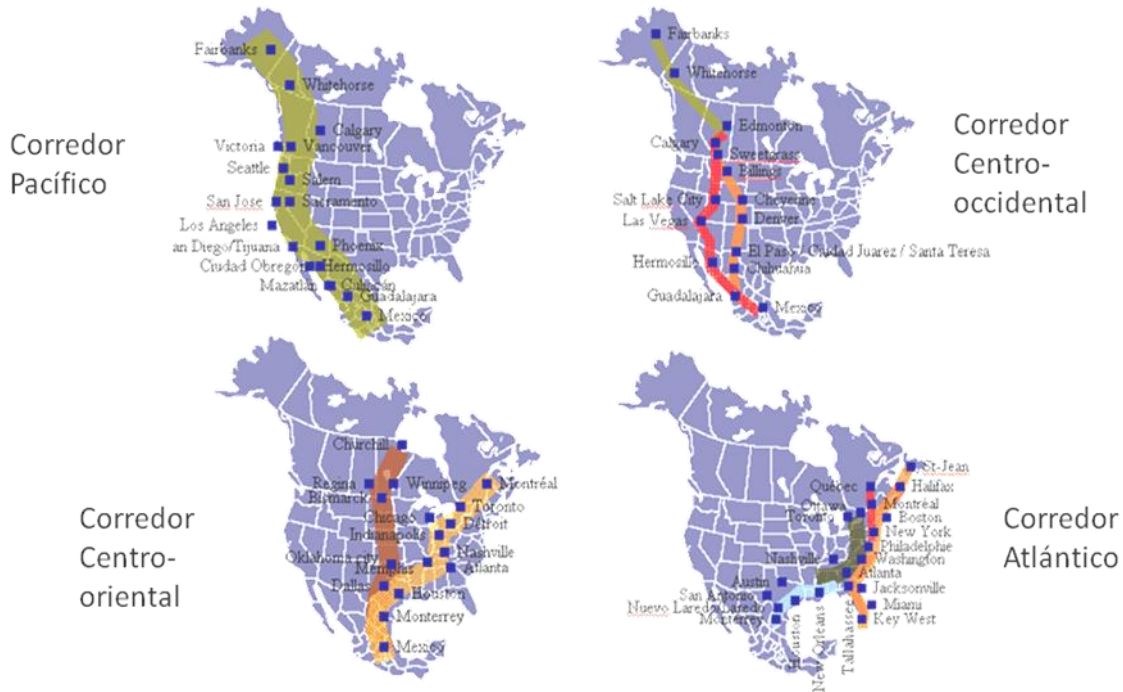 Corredor
Pacífico
Fairbanks
Whitehorse
Calgary
Victoria
Vancouver
Seattle
Salem
San Jose
Sacramento
Los Angeles
an Diego/Tijuana
Phoenix
Ciudad Obregon
Hermosillo
Mazatlán
Culiacán
Guadalajara
Mexico
Fairbanks
Whitehorse
Edmonton
Calgary
Sweetgrass
Billings
Salt Lake City
Cheyenne
Las Vegas
Denver
El Paso / Ciudad Juarez / Santa Teresa
Hermosillo
Chihuahua
Guadalajara
Mexico
Corredor
Centro-
occidental
Corredor
Centro-
oriental
Churchill
Regina
Winnipeg
Montréal
Bismarck
Toronto
Chicago
Detroit
Indianapolis
Nashville
Oklahoma city
Memphis
Atlanta
Dallas
Houston
Monterrey
Mexico
St-Jean
Québec
Halifax
Montréal
Ottawa
Toronto
Boston
New York
Philadelphie
Nashville
Washington
Atlanta
Austin
Jacksonville
San Antonio
Miami
Nuevo Laredo/Laredo
Monterrey
Key West
Houston
New Orleans
Tallahassee
Corredor
Atlántico